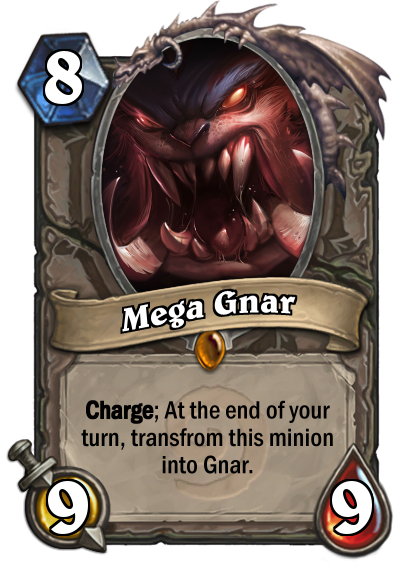 8
Mega Gnar
Charge; At the end of your
turn, transfrom this minion
into Gnar.
9
9